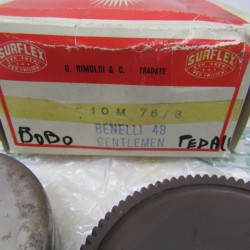 SURFLEX
SURFLEX
G. RIMOLDI & C. TRADATE
S 10 M 76/3
BENELLI 48
GENTLEMEN
BOBO
PEDAL